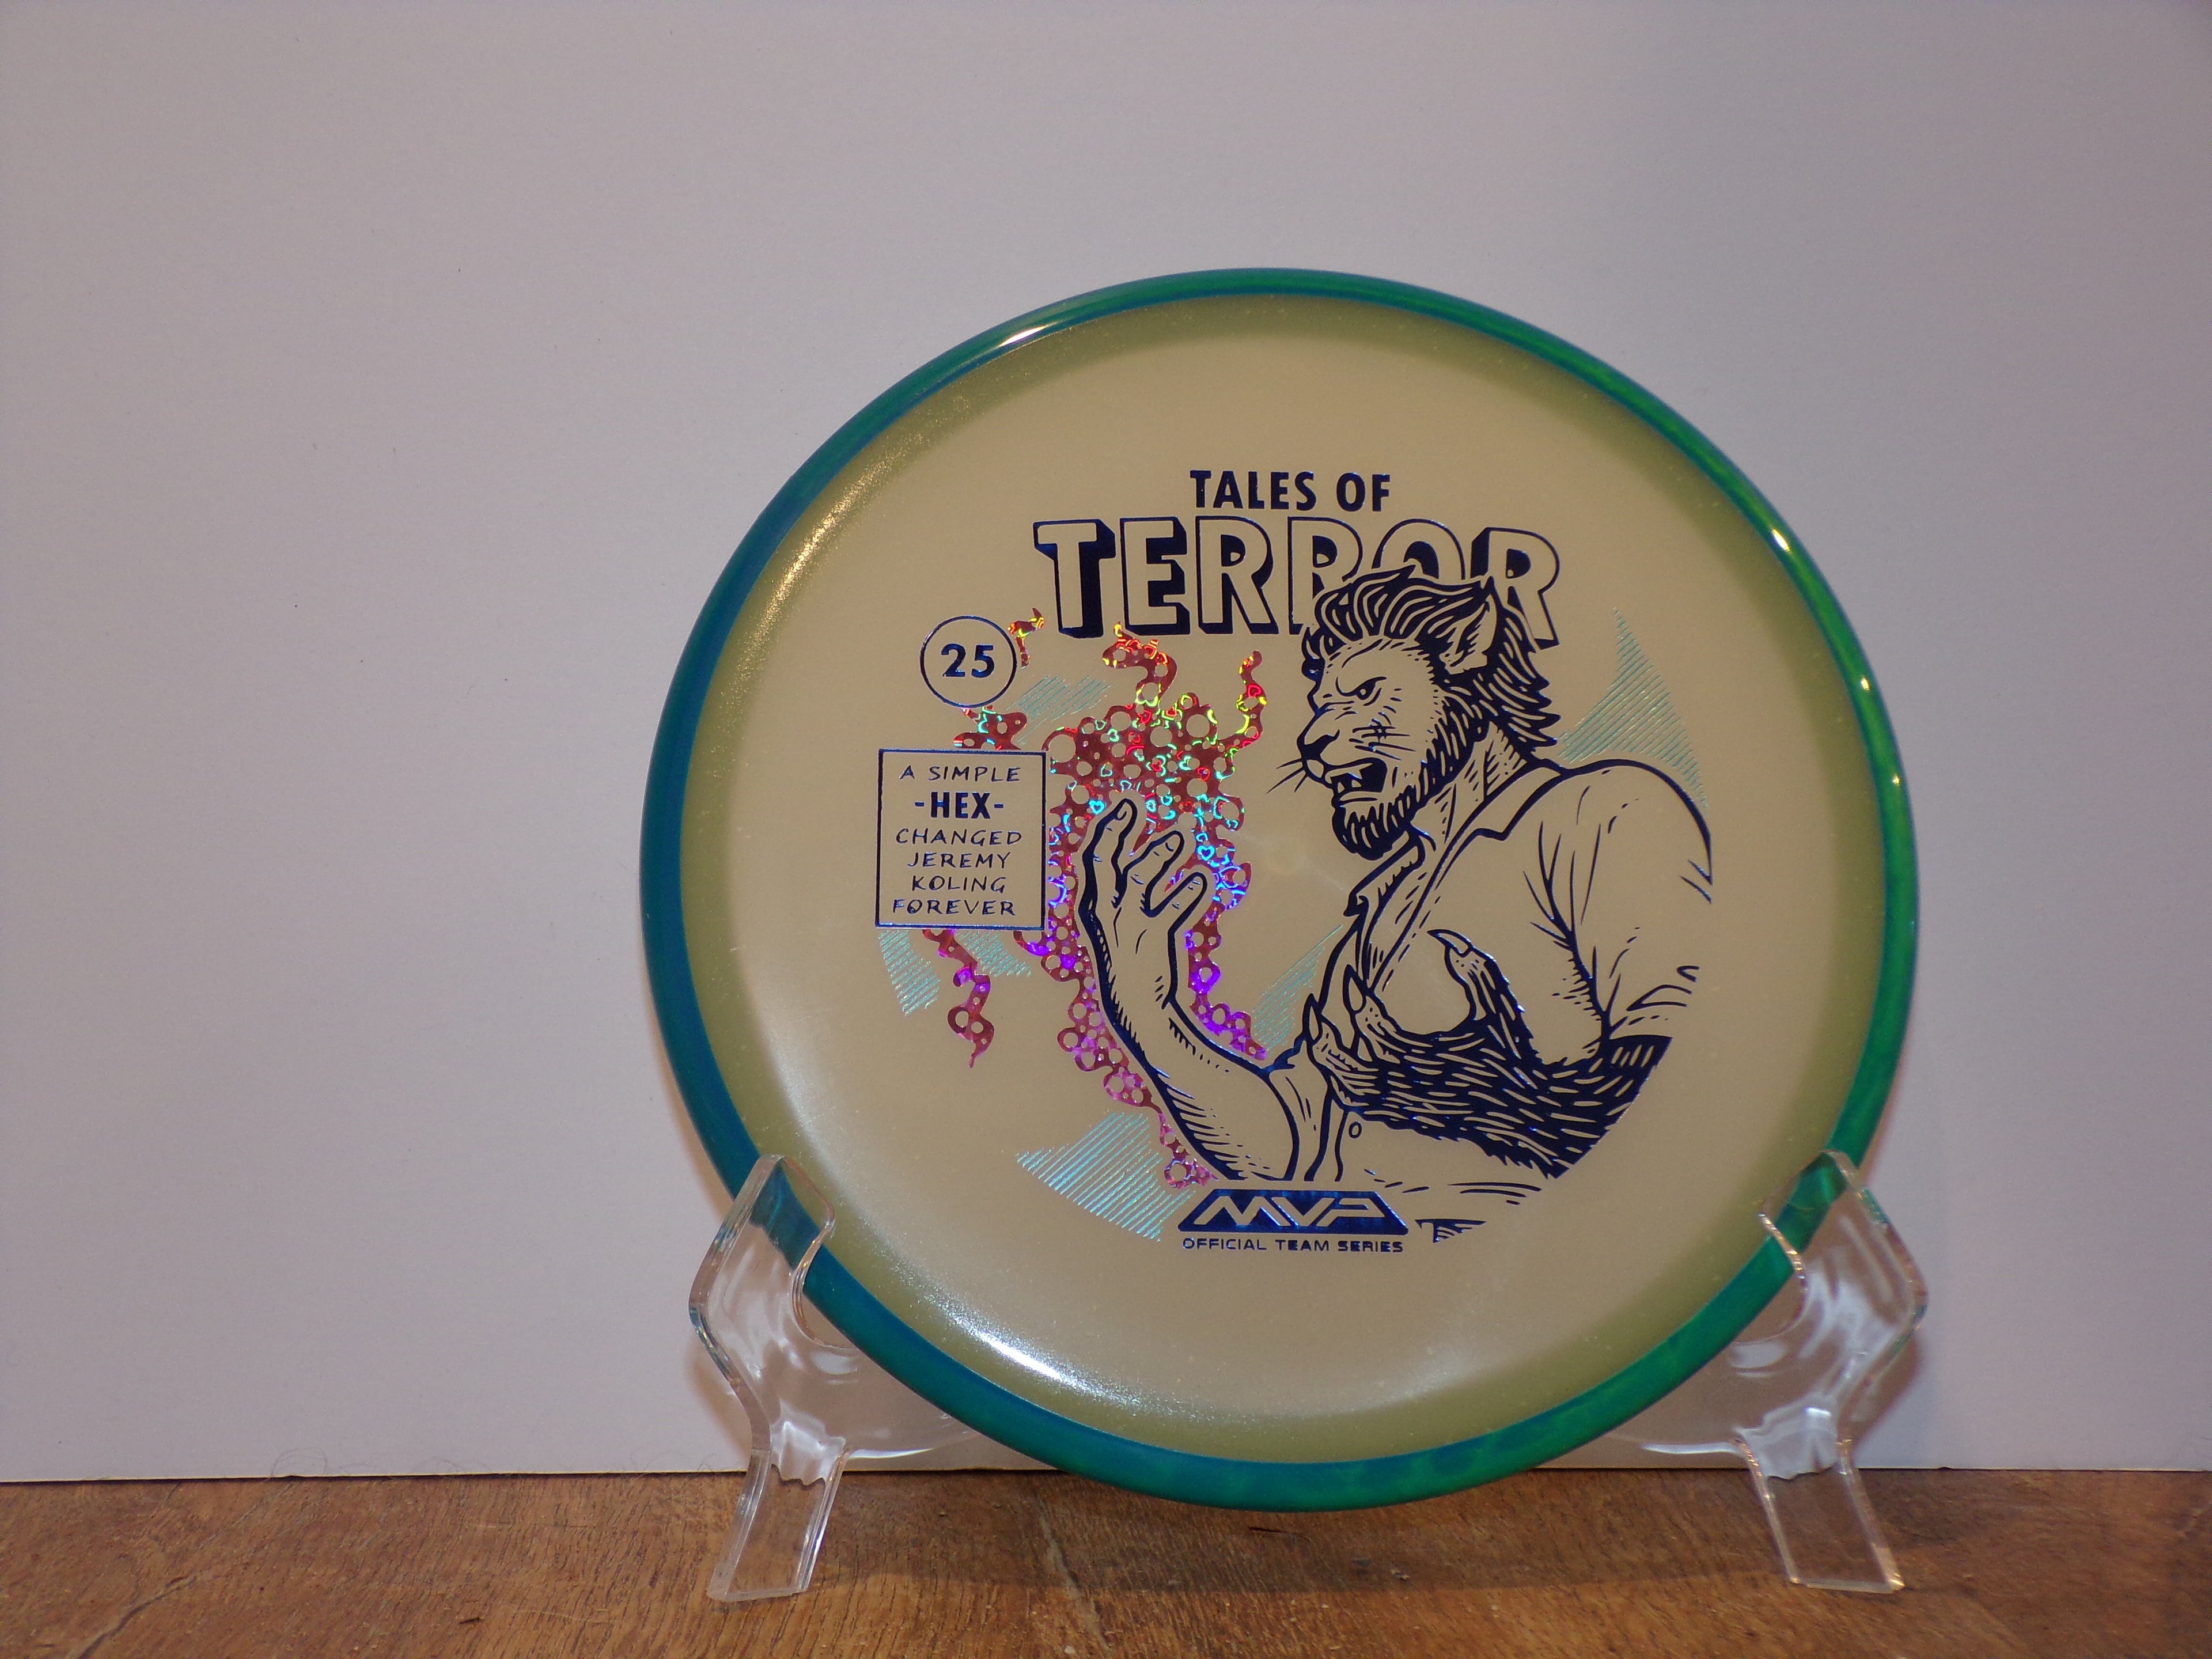 TALES OF
TERROR
25
A SIMPLE
-HEX-
CHANGED
JEREMY
KOLING
FOREVER
MVP
OFFICIAL TEAM SERIES